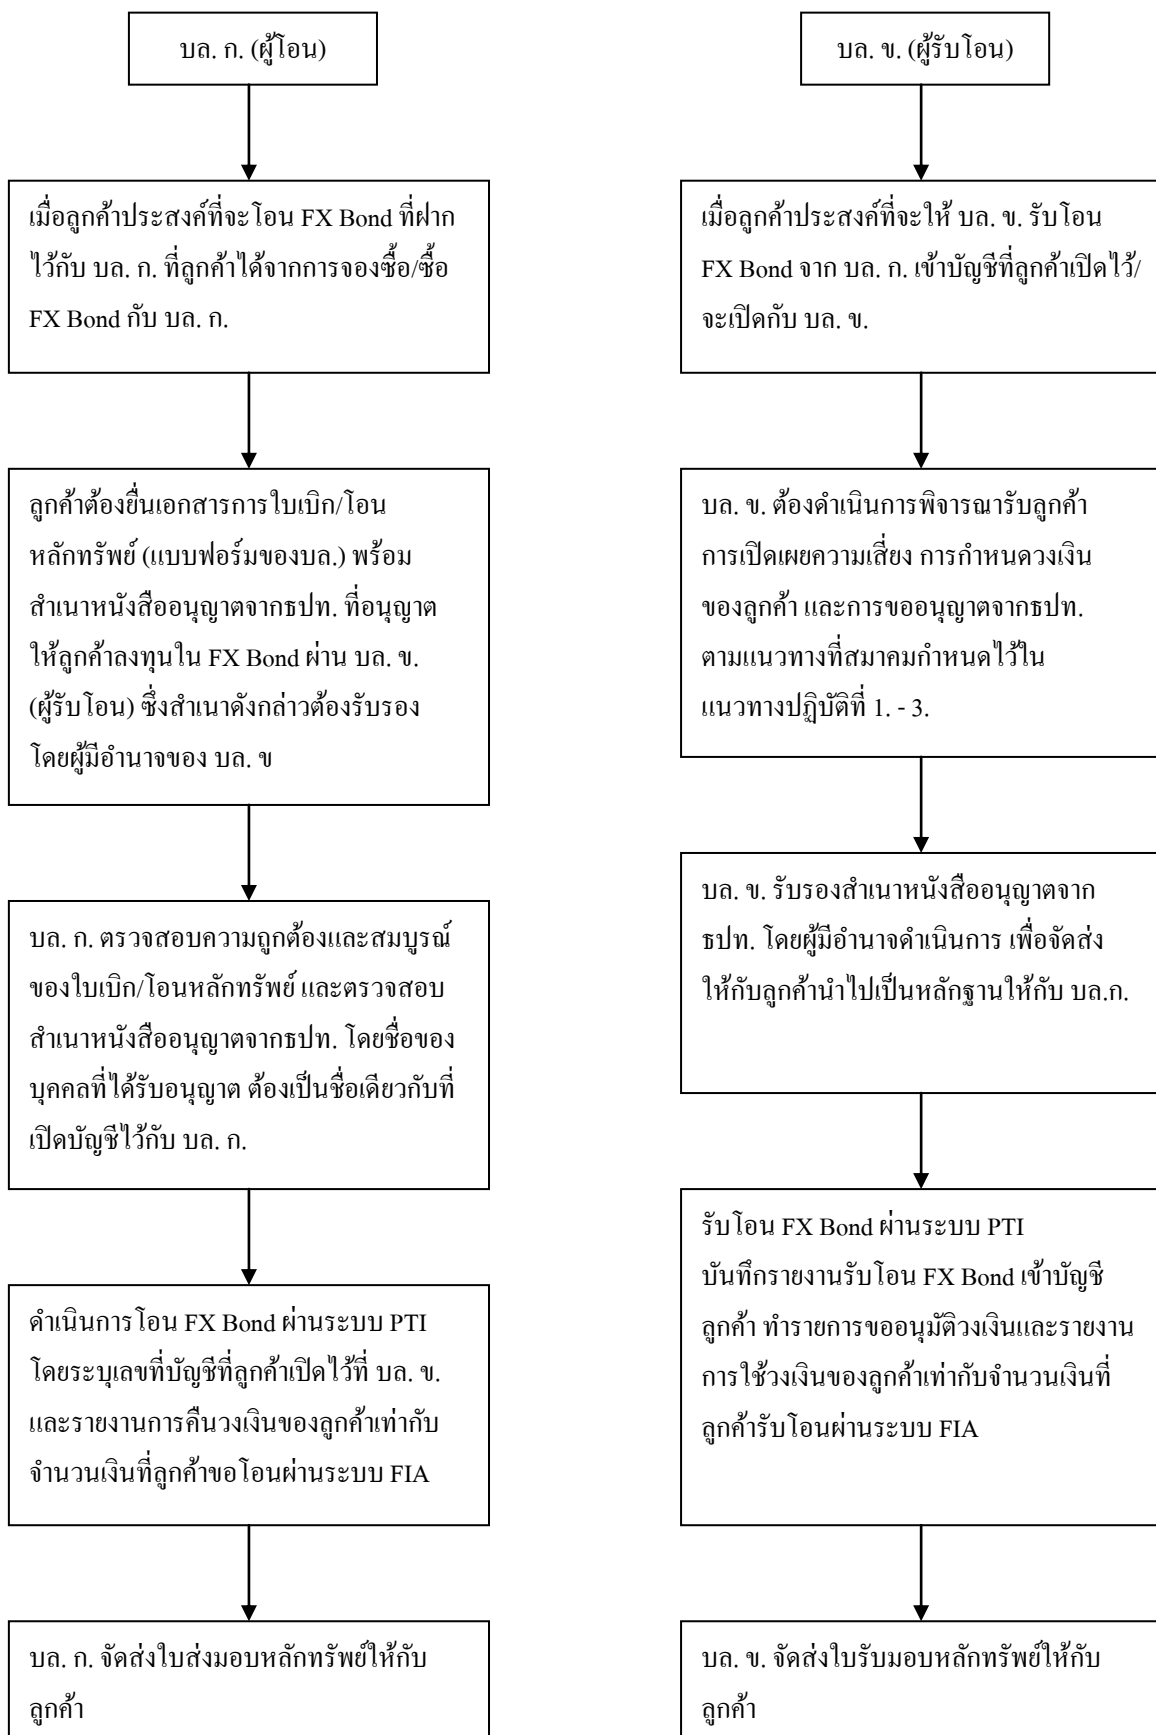 บล. ก. (ผู้โอน)
เมื่อลูกค้าประสงค์ที่จะโอน FX Bond ที่ฝาก
ไว้กับ บล. ก. ที่ลูกค้าได้จากการจองซื้อ/ซื้อ
FX Bond กับ บล. ก.
ลูกค้าต้องยื่นเอกสารการใบเบิก/โอน
หลักทรัพย์ (แบบฟอร์มของบล.) พร้อม
สำเนาหนังสืออนุญาตจากธปท. ที่อนุญาต
ให้ลูกค้าลงทุนใน FX Bond ผ่าน บล. ข.
(ผู้รับโอน) ซึ่งสำเนาดังกล่าวต้องรับรอง
โดยผู้มีอำนาจของ บล. ข
บล. ก. ตรวจสอบความถูกต้องและสมบูรณ์
ของใบเบิก/โอนหลักทรัพย์ และตรวจสอบ
สำเนาหนังสืออนุญาตจากธปท. โดยชื่อของ
บุคคลที่ได้รับอนุญาต ต้องเป็นชื่อเดียวกับที่
เปิดบัญชีไว้กับ บล. ก.
ดำเนินการโอน FX Bond ผ่านระบบ PTI
โดยระบุเลขที่บัญชีที่ลูกค้าเปิดไว้ที่ บล. ข.
และรายงานการคืนวงเงินของลูกค้าเท่ากับ
จำนวนเงินที่ลูกค้าขอโอนผ่านระบบ FIA
บล. ก. จัดส่งใบส่งมอบหลักทรัพย์ให้กับ
ลูกค้า
บล. ข. (ผู้รับโอน)
เมื่อลูกค้าประสงค์ที่จะให้ บล. ข. รับโอน
FX Bond จาก บล. ก. เข้าบัญชีที่ลูกค้าเปิดไว้/
จะเปิดกับ บล. ข.
บล. ข. ต้องดำเนินการพิจารณารับลูกค้า
การเปิดเผยความเสี่ยง การกำหนดวงเงิน
ของลูกค้า และการขออนุญาตจากธปท.
ตามแนวทางที่สมาคมกำหนดไว้ใน
แนวทางปฏิบัติที่ 1. - 3.
บล. ข. รับรองสำเนาหนังสืออนุญาตจาก
ธปท. โดยผู้มีอำนาจดำเนินการ เพื่อจัดส่ง
ให้กับลูกค้านำไปเป็นหลักฐานให้กับ บล.ก.
รับโอน FX Bond ผ่านระบบ PTI
บันทึกรายงานรับโอน FX Bond เข้าบัญชี
ลูกค้า ทำรายการขออนุมัติวงเงินและรายงาน
การใช้วงเงินของลูกค้าเท่ากับจำนวนเงินที่
ลูกค้ารับโอนผ่านระบบ FIA
บล. ข. จัดส่งใบรับมอบหลักทรัพย์ให้กับ
ลูกค้า